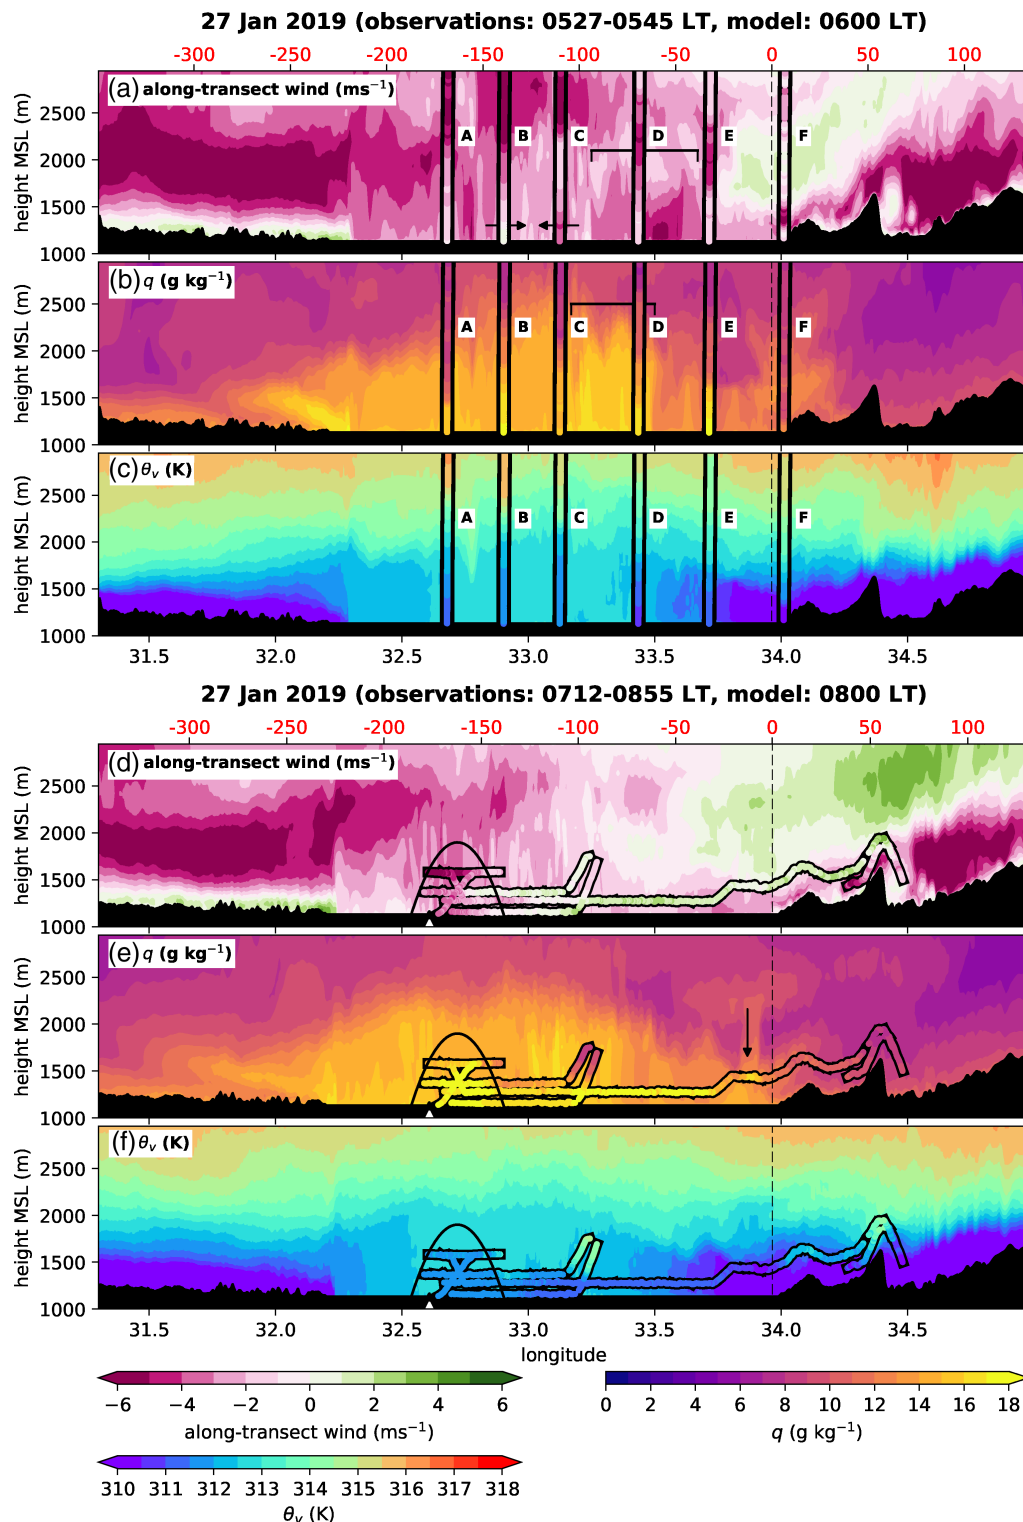 27 Jan 2019 (observations: 0527-0545 LT, model: 0600 LT)
-300 -250 -200 -150 -100 -50 0 50 100
(a) along-transect wind (ms⁻¹)
height MSL (m)
2500
2000
1500
1000
A B C D E F
(b) q (g kg⁻¹)
height MSL (m)
2500
2000
1500
1000
A B C D E F
(c) θᵥ (K)
height MSL (m)
2500
2000
1500
1000
A B C D E F
31.5 32.0 32.5 33.0 33.5 34.0 34.5
27 Jan 2019 (observations: 0712-0855 LT, model: 0800 LT)
-300 -250 -200 -150 -100 -50 0 50 100
(d) along-transect wind (ms⁻¹)
height MSL (m)
2500
2000
1500
1000
(e) q (g kg⁻¹)
height MSL (m)
2500
2000
1500
1000
(f) θᵥ (K)
height MSL (m)
2500
2000
1500
1000
31.5 32.0 32.5 33.0 33.5 34.0 34.5
longitude
−6 −4 −2 0 2 4 6
along-transect wind (ms⁻¹)
0 2 4 6 8 10 12 14 16 18
q (g kg⁻¹)
310 311 312 313 314 315 316 317 318
θᵥ (K)